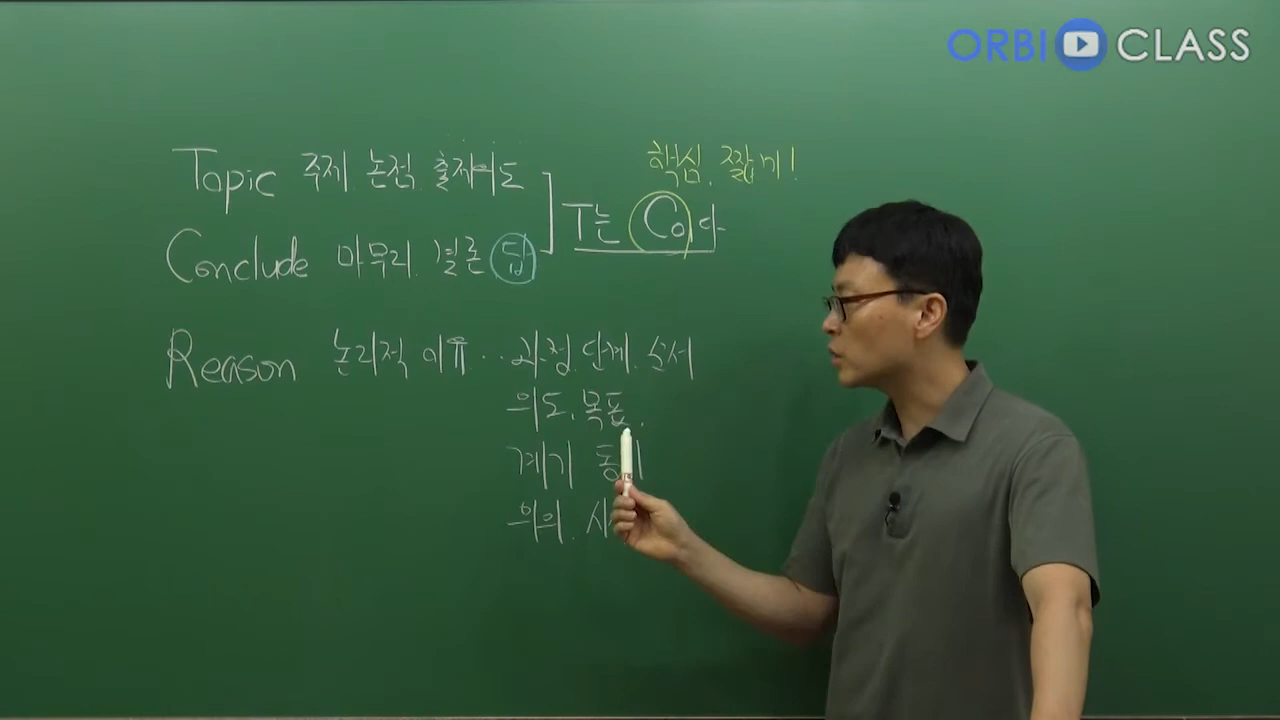 ORBI CLASS
핵심, 짧게!
Topic 주제 논점 출제의도
T는 Co다
Conclude 마무리 결론 답
Reason 논리적 이유 ·· 과정. 단계. 순서
의도. 목표.
계기 동기
의의.